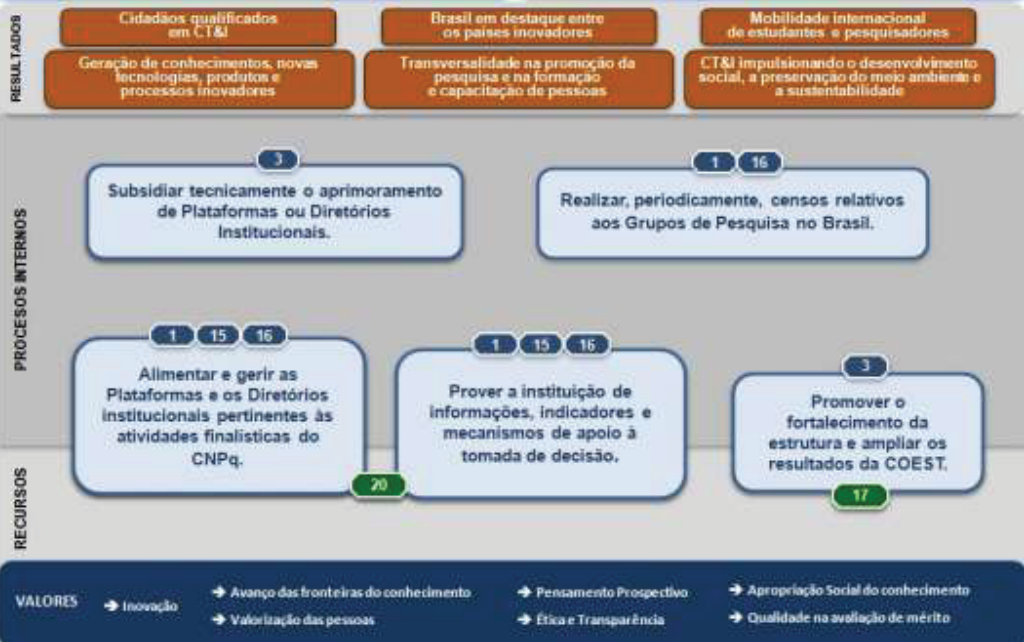 RESULTADOS
Cidadãos qualificados
em CT&I
Brasil em destaque entre
os países inovadores
Mobilidade internacional
de estudantes e pesquisadores
Geração de conhecimentos, novas
tecnologias, produtos e
processos inovadores
Transversalidade na promoção da
pesquisa e na formação
e capacitação de pessoas
CT&I impulsionando o desenvolvimento
social, a preservação do meio ambiente e
a sustentabilidade
PROCESOS INTERNOS
3
Subsidiar tecnicamente o aprimoramento
de Plataformas ou Diretórios
Institucionais.
1 16
Realizar, periodicamente, censos relativos
aos Grupos de Pesquisa no Brasil.
1 15 16
Alimentar e gerir as
Plataformas e os Diretórios
institucionais pertinentes às
atividades finalísticas do
CNPq.
1 15 16
Prover a instituição de
informações, indicadores e
mecanismos de apoio à
tomada de decisão.
20
3
Promover o
fortalecimento da
estrutura e ampliar os
resultados da COEST.
17
RECURSOS
VALORES
➔ Inovação
➔ Avanço das fronteiras do conhecimento
➔ Valorização das pessoas
➔ Pensamento Prospectivo
➔ Ética e Transparência
➔ Apropriação Social do conhecimento
➔ Qualidade na avaliação de mérito